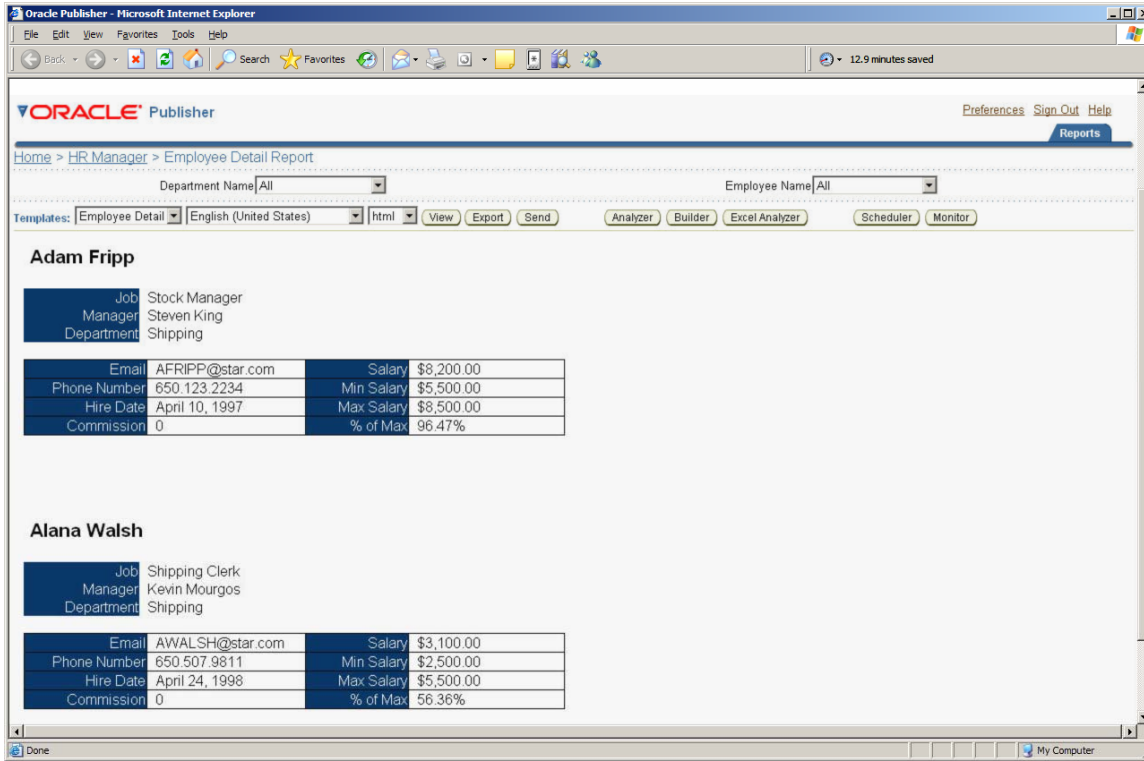 Oracle Publisher - Microsoft Internet Explorer
File Edit View Favorites Tools Help
Back Search Favorites 12.9 minutes saved
ORACLE Publisher
Preferences Sign Out Help
Reports
Home > HR Manager > Employee Detail Report
Department Name All Employee Name All
Templates: Employee Detail English (United States) html View Export Send Analyzer Builder Excel Analyzer Scheduler Monitor
Adam Fripp
Job Stock Manager
Manager Steven King
Department Shipping
Email AFRIPP@star.com Salary $8,200.00
Phone Number 650.123.2234 Min Salary $5,500.00
Hire Date April 10, 1997 Max Salary $8,500.00
Commission 0 % of Max 96.47%
Alana Walsh
Job Shipping Clerk
Manager Kevin Mourgos
Department Shipping
Email AWALSH@star.com Salary $3,100.00
Phone Number 650.507.9811 Min Salary $2,500.00
Hire Date April 24, 1998 Max Salary $5,500.00
Commission 0 % of Max 56.36%
Done My Computer